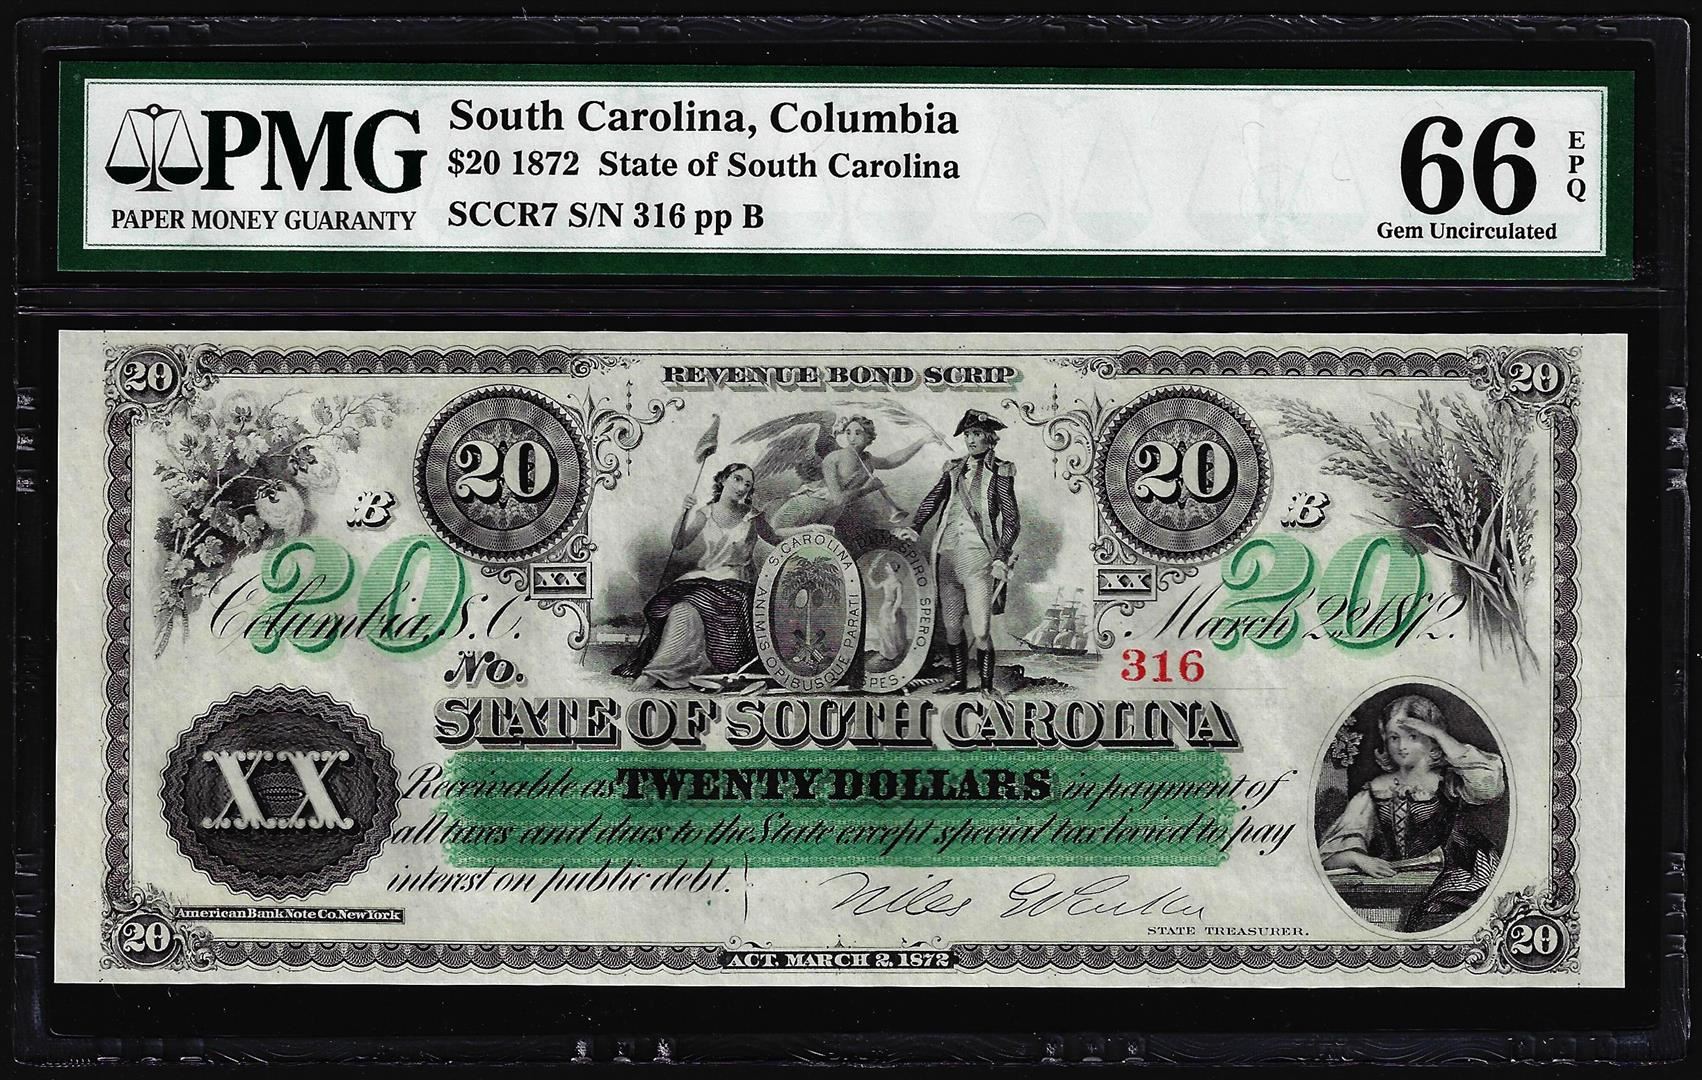 PMG
PAPER MONEY GUARANTY
South Carolina, Columbia
$20 1872 State of South Carolina
SCCR7 S/N 316 pp B
66 EPQ
Gem Uncirculated
20 20
REVENUE BOND SCRIP
20 20
B B
20 20
XX XX
S. CAROLINA ANIMIS OPIBUSQUE PARATI
DUM SPIRO SPERO. SPES.
Columbia, S.C. March 2, 1872.
No. 316
STATE OF SOUTH CAROLINA
XX
Receivable as TWENTY DOLLARS in payment of
all taxes and dues to the State except special tax levied to pay
interest on public debt.
Niles G Parker
STATE TREASURER.
American Bank Note Co. New York
20 20
ACT, MARCH 2, 1872